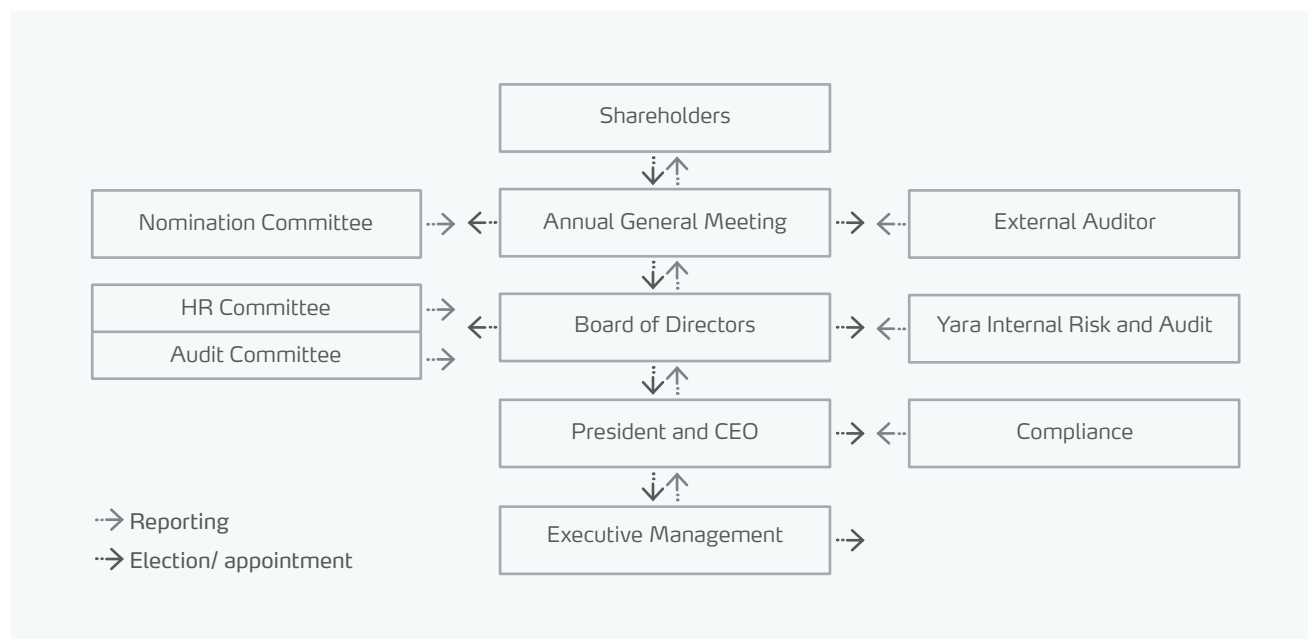 Shareholders
Nomination Committee
Annual General Meeting
External Auditor
HR Committee
Audit Committee
Board of Directors
Yara Internal Risk and Audit
President and CEO
Compliance
Executive Management
Reporting
Election/ appointment